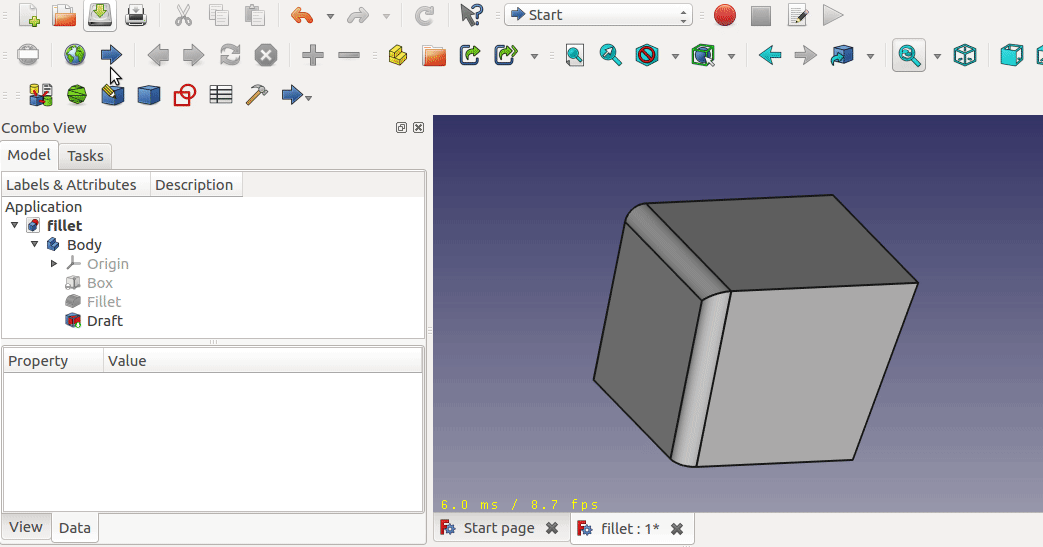 Start
Combo View
Model Tasks
Labels & Attributes Description
Application
fillet
Body
Origin
Box
Fillet
Draft
Property Value
6.0 ms / 8.7 fps
View Data
Start page fillet : 1*